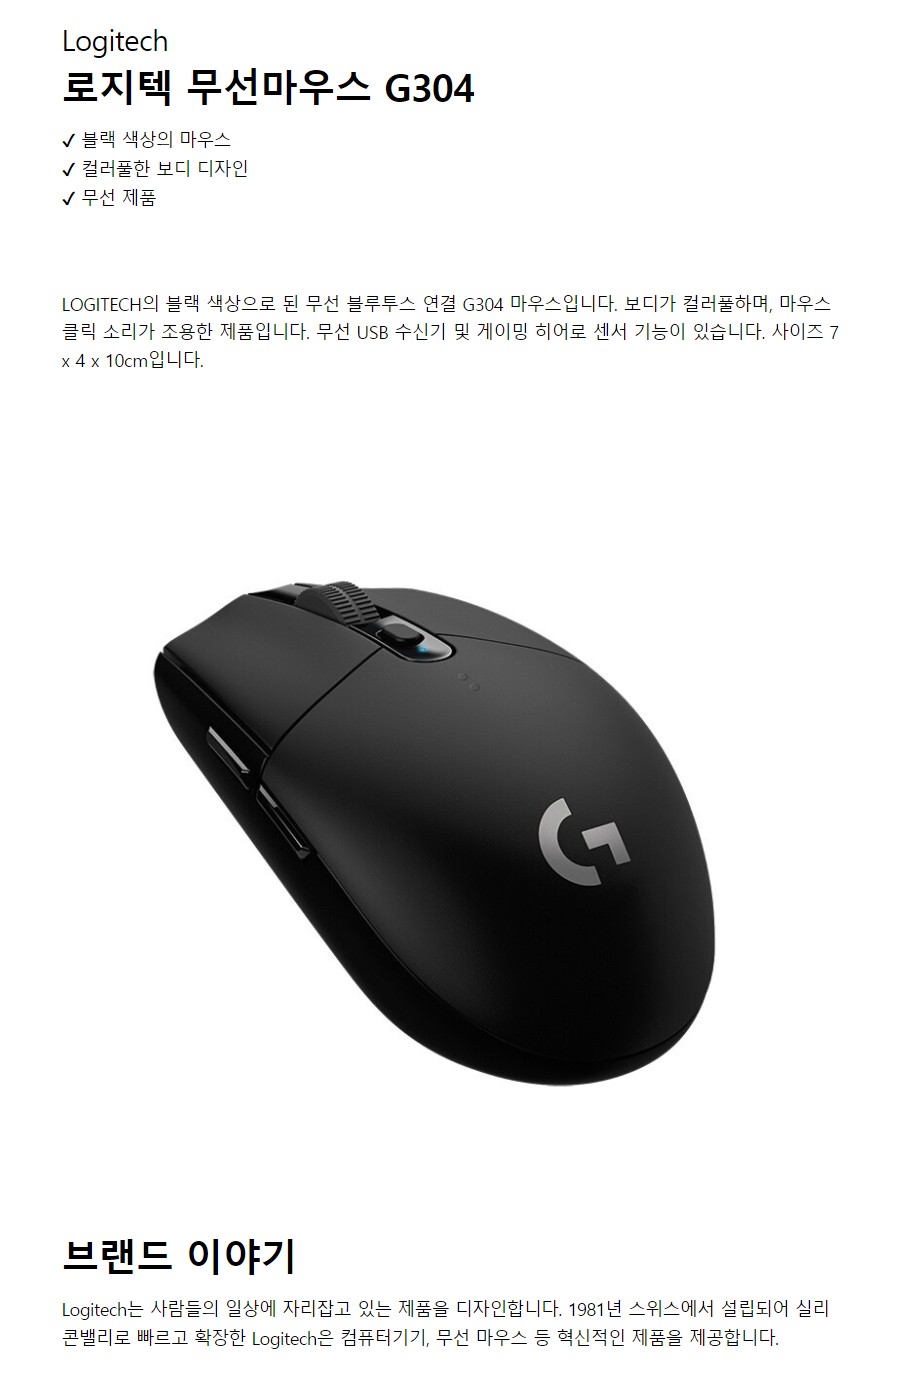 Logitech
로지텍 무선마우스 G304
✓ 블랙 색상의 마우스
✓ 컬러풀한 보디 디자인
✓ 무선 제품
LOGITECH의 블랙 색상으로 된 무선 블루투스 연결 G304 마우스입니다. 보디가 컬러풀하며, 마우스
클릭 소리가 조용한 제품입니다. 무선 USB 수신기 및 게이밍 히어로 센서 기능이 있습니다. 사이즈 7
x 4 x 10cm입니다.
G
브랜드 이야기
Logitech는 사람들의 일상에 자리잡고 있는 제품을 디자인합니다. 1981년 스위스에서 설립되어 실리
콘밸리로 빠르고 확장한 Logitech은 컴퓨터기기, 무선 마우스 등 혁신적인 제품을 제공합니다.